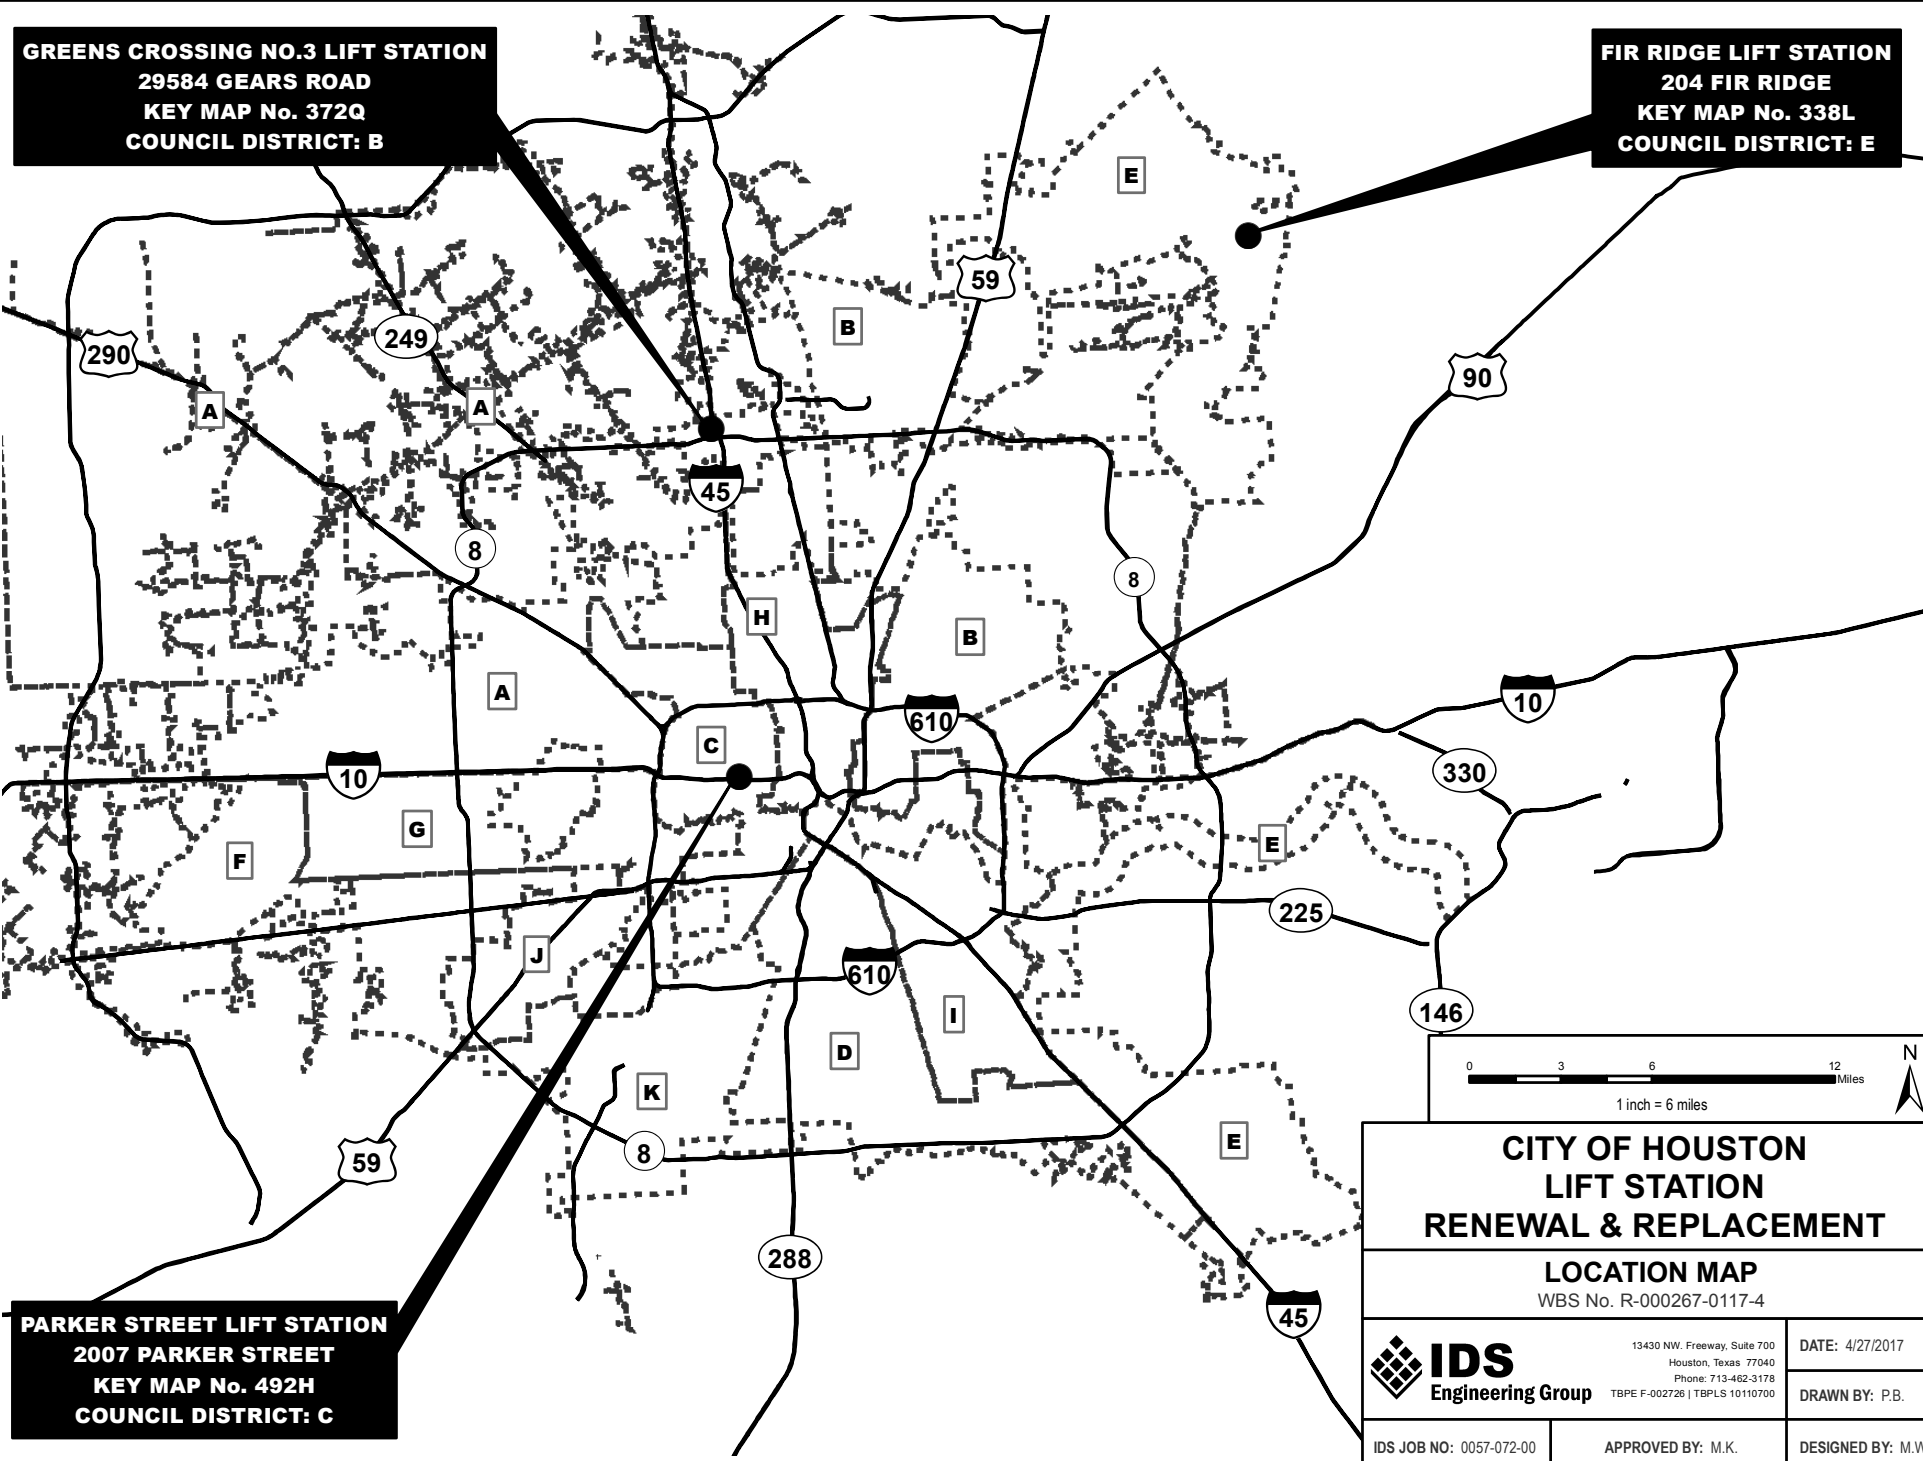 GREENS CROSSING NO.3 LIFT STATION
29584 GEARS ROAD
KEY MAP No. 372Q
COUNCIL DISTRICT: B
FIR RIDGE LIFT STATION
204 FIR RIDGE
KEY MAP No. 338L
COUNCIL DISTRICT: E
E
59
B
290
249
A
A
90
45
8
8
H
B
A
10
610
C
10
330
G
F
E
225
J
610
I
146
D
K
8
E
59
288
45
0 3 6 12
Miles
N
1 inch = 6 miles
CITY OF HOUSTON
LIFT STATION
RENEWAL & REPLACEMENT
LOCATION MAP
WBS No. R-000267-0117-4
IDS
Engineering Group
13430 NW. Freeway, Suite 700
Houston, Texas 77040
Phone: 713-462-3178
TBPE F-002726 | TBPLS 10110700
DATE: 4/27/2017
DRAWN BY: P.B.
IDS JOB NO: 0057-072-00
APPROVED BY: M.K.
DESIGNED BY: M.W
PARKER STREET LIFT STATION
2007 PARKER STREET
KEY MAP No. 492H
COUNCIL DISTRICT: C